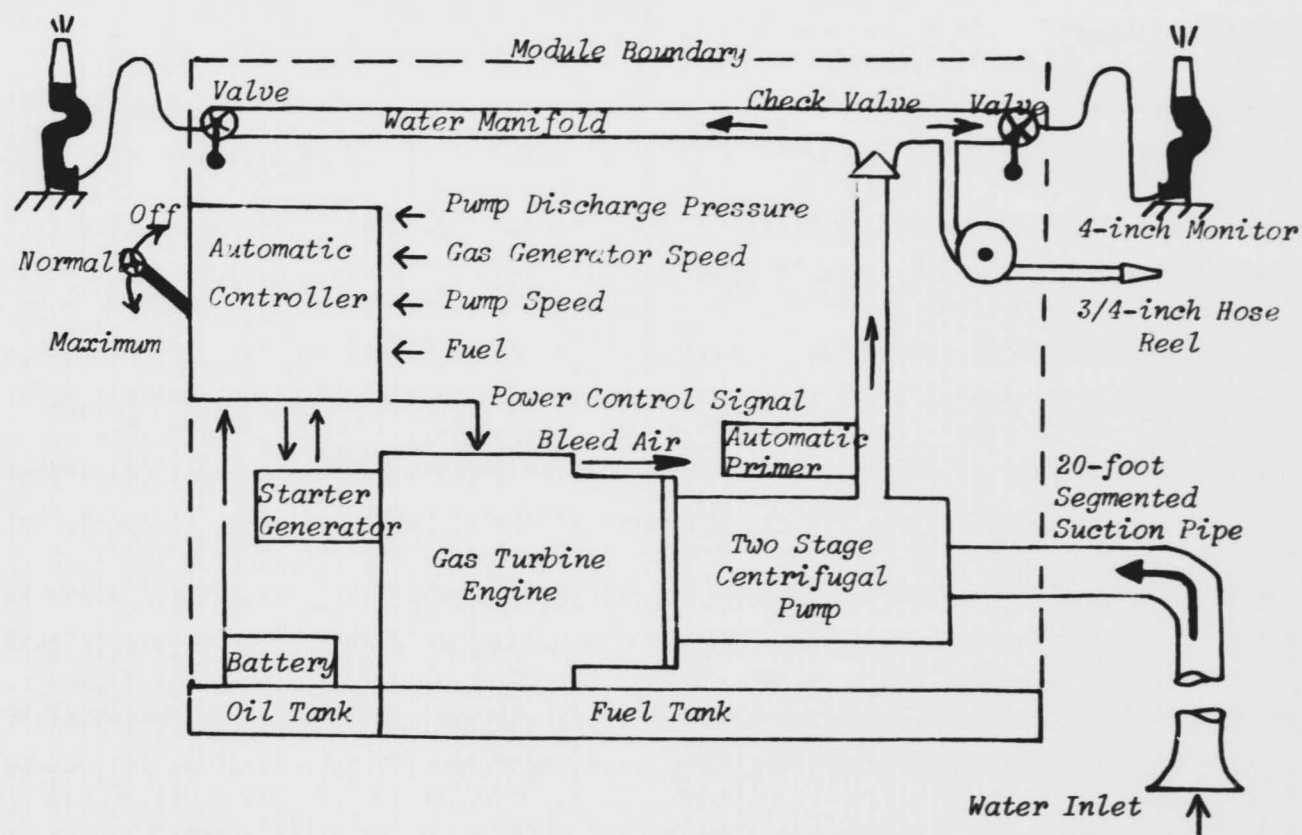 Module Boundary
Valve
Check Valve
Valve
Water Manifold
Off
Pump Discharge Pressure
4-inch Monitor
Normal
Automatic
Controller
Gas Generator Speed
Pump Speed
3/4-inch Hose
Reel
Maximum
Fuel
Power Control Signal
Bleed Air
Automatic
Primer
20-foot
Segmented
Suction Pipe
Starter
Generator
Gas Turbine
Engine
Two Stage
Centrifugal
Pump
Battery
Oil Tank
Fuel Tank
Water Inlet